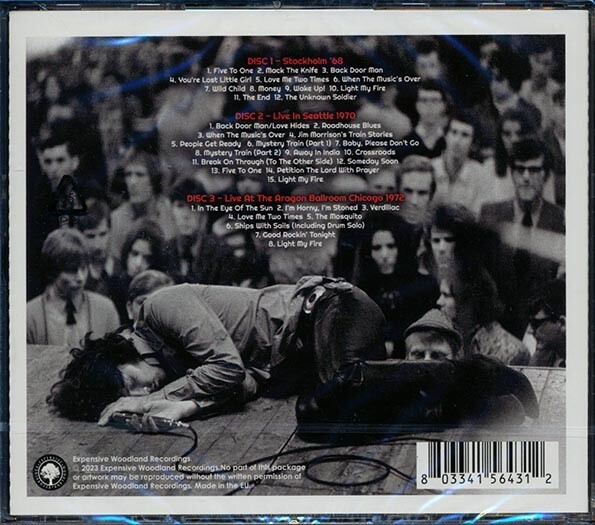 DISC 1 - Stockholm '68
1. Five To One 2. Mack The Knife 3. Back Door Man
4. You're Lost Little Girl 5. Love Me Two Times 6. When The Music's Over
7. Wild Child 8. Money 9. Wake Up! 10. Light My Fire
11. The End 12. The Unknown Soldier
DISC 2 - Live In Seattle 1970
1. Back Door Man/Love Hides 2. Roadhouse Blues
3. When The Music's Over 4. Jim Morrison's Train Stories
5. People Get Ready 6. Mystery Train (Part 1) 7. Baby, Please Don't Go
8. Mystery Train (Part 2) 9. Away In India 10. Crossroads
11. Break On Through (To The Other Side) 12. Someday Soon
13. Five To One 14. Petition The Lord With Prayer
15. Light My Fire
DISC 3 - Live At The Aragon Ballroom Chicago 1972
1. In The Eye Of The Sun 2. I'm Horny, I'm Stoned 3. Verdillac
4. Love Me Two Times 5. The Mosquito
6. Ships With Sails (Including Drum Solo)
7. Good Rockin' Tonight
8. Light My Fire
Expensive Woodland Recordings.
© 2023 Expensive Woodland Recordings.No part of this package
or artwork may be reproduced without the written permission of
Expensive Woodland Recordings. Made in the EU.
8 03341 56431 2